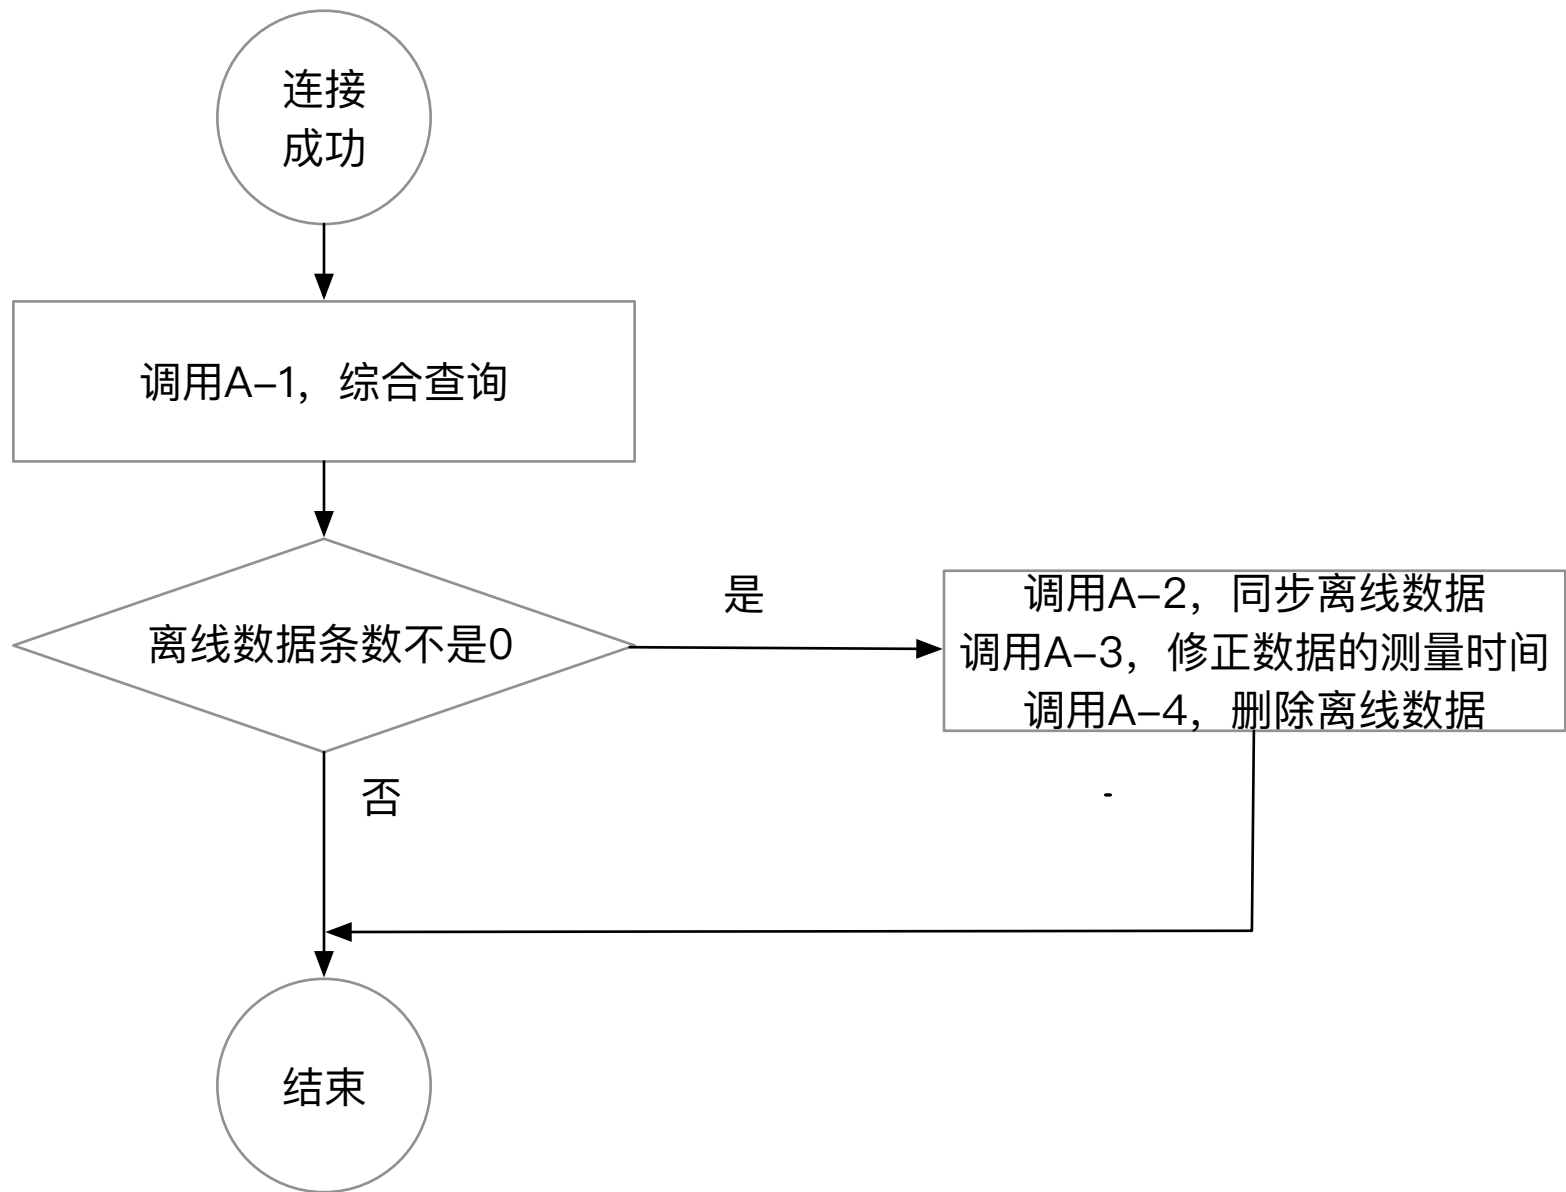 连接
成功
调用A-1，综合查询
离线数据条数不是0
是
调用A-2，同步离线数据
调用A-3，修正数据的测量时间
调用A-4，删除离线数据
否
-
结束